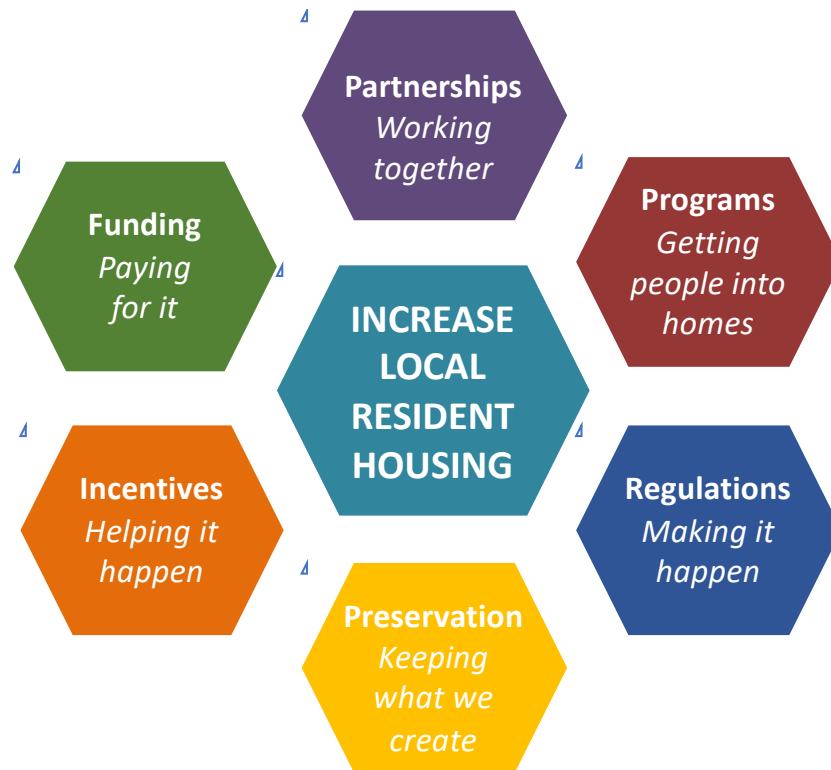 Partnerships
Working
together
Funding
Paying
for it
Programs
Getting
people into
homes
INCREASE
LOCAL
RESIDENT
HOUSING
Incentives
Helping it
happen
Regulations
Making it
happen
Preservation
Keeping
what we
create